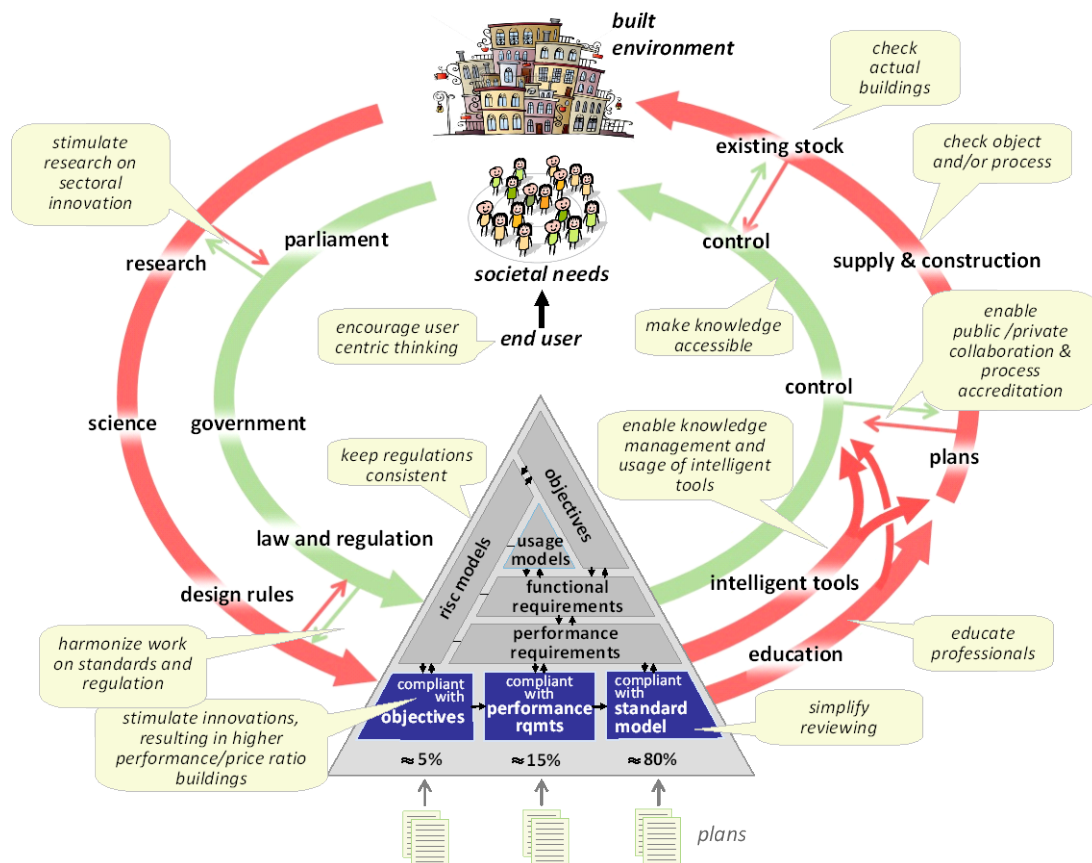 built
environment
check
actual
buildings
stimulate
research on
sectoral
innovation
existing stock
check object
and/or process
parliament
research
control
supply & construction
societal needs
encourage user
centric thinking
end user
make knowledge
accessible
enable
public /private
collaboration &
process
accreditation
control
science
government
keep regulations
consistent
enable knowledge
management and
usage of intelligent
tools
plans
objectives
risc models
usage
models
law and regulation
design rules
functional
requirements
intelligent tools
performance
requirements
education
harmonize work
on standards and
regulation
educate
professionals
compliant
with
objectives
compliant
with
performance
rqmts
compliant
with
standard
model
stimulate innovations,
resulting in higher
performance/price ratio
buildings
simplify
reviewing
≈ 5%
≈ 15%
≈ 80%
plans